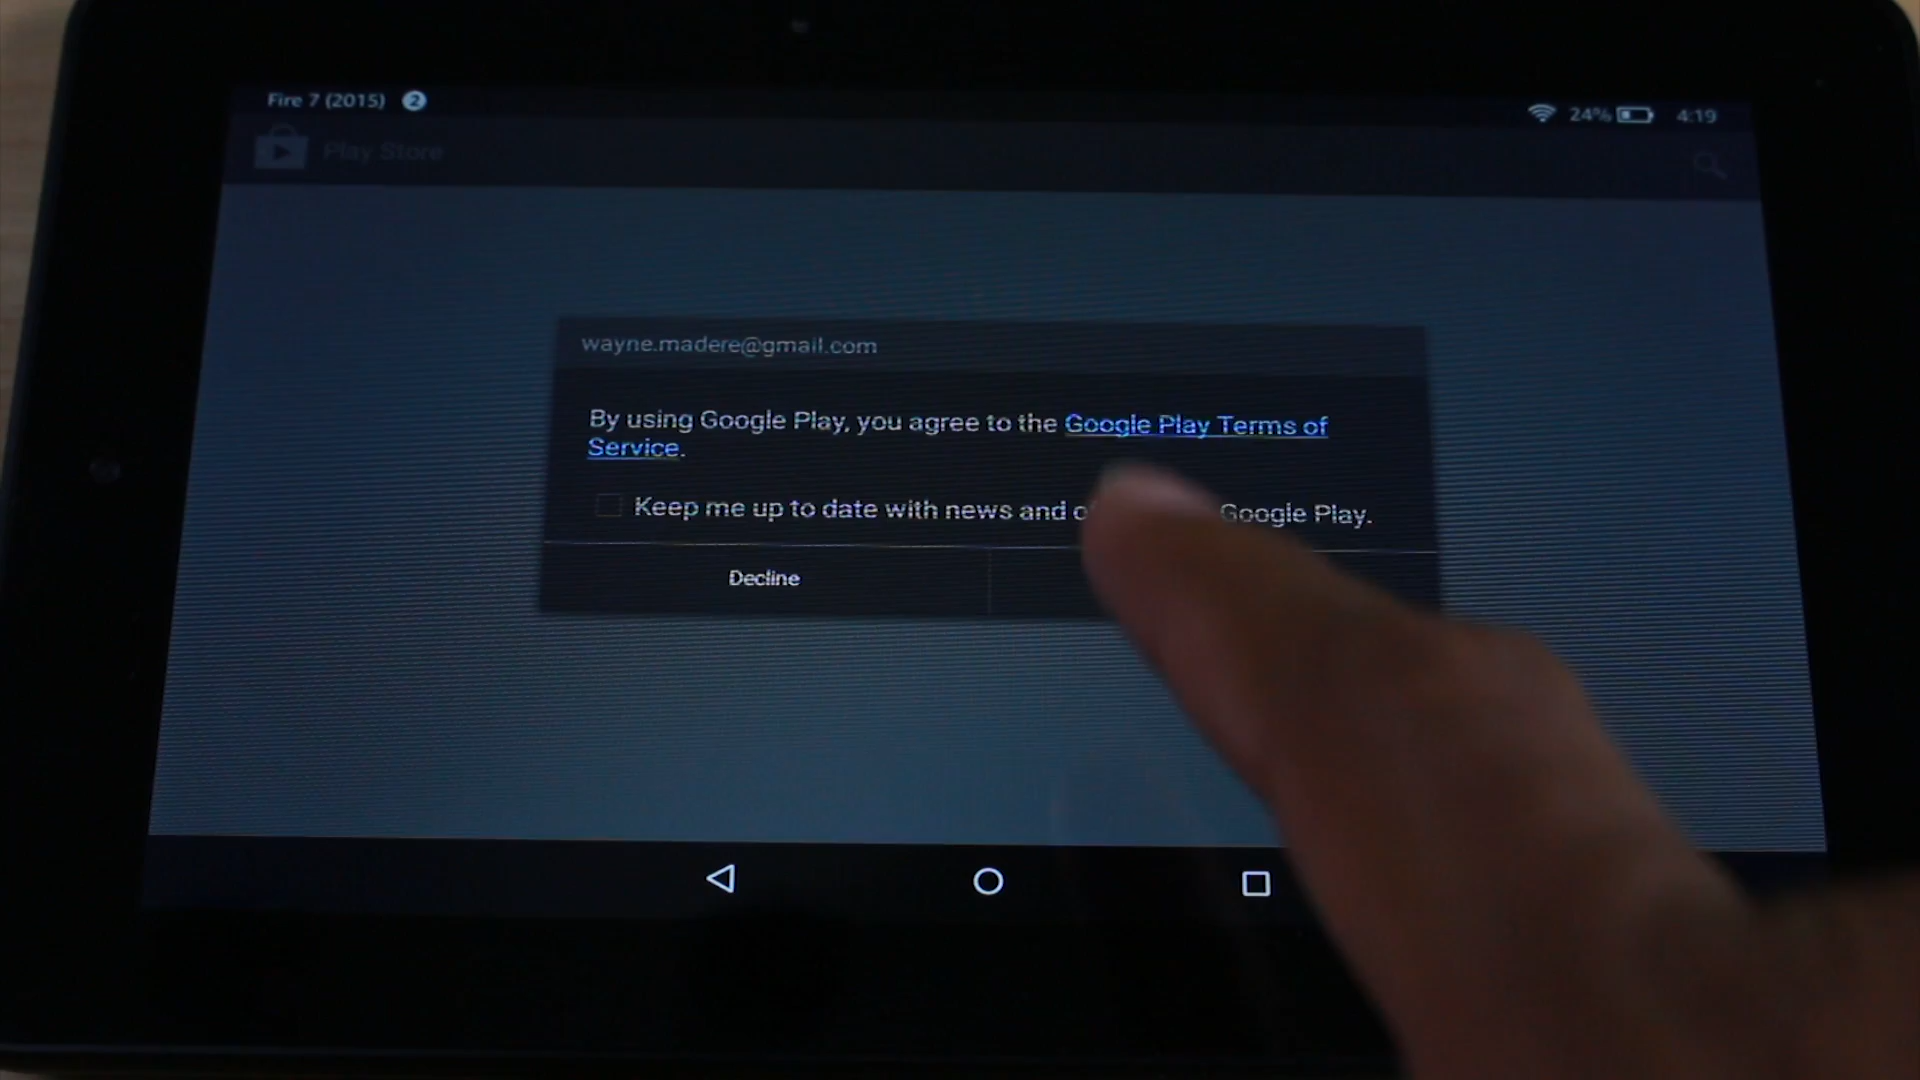 Fire 7 (2015) 2
24% 4:19
Play Store
wayne.madere@gmail.com
By using Google Play, you agree to the Google Play Terms of
Service.
Keep me up to date with news and Google Play.
Decline